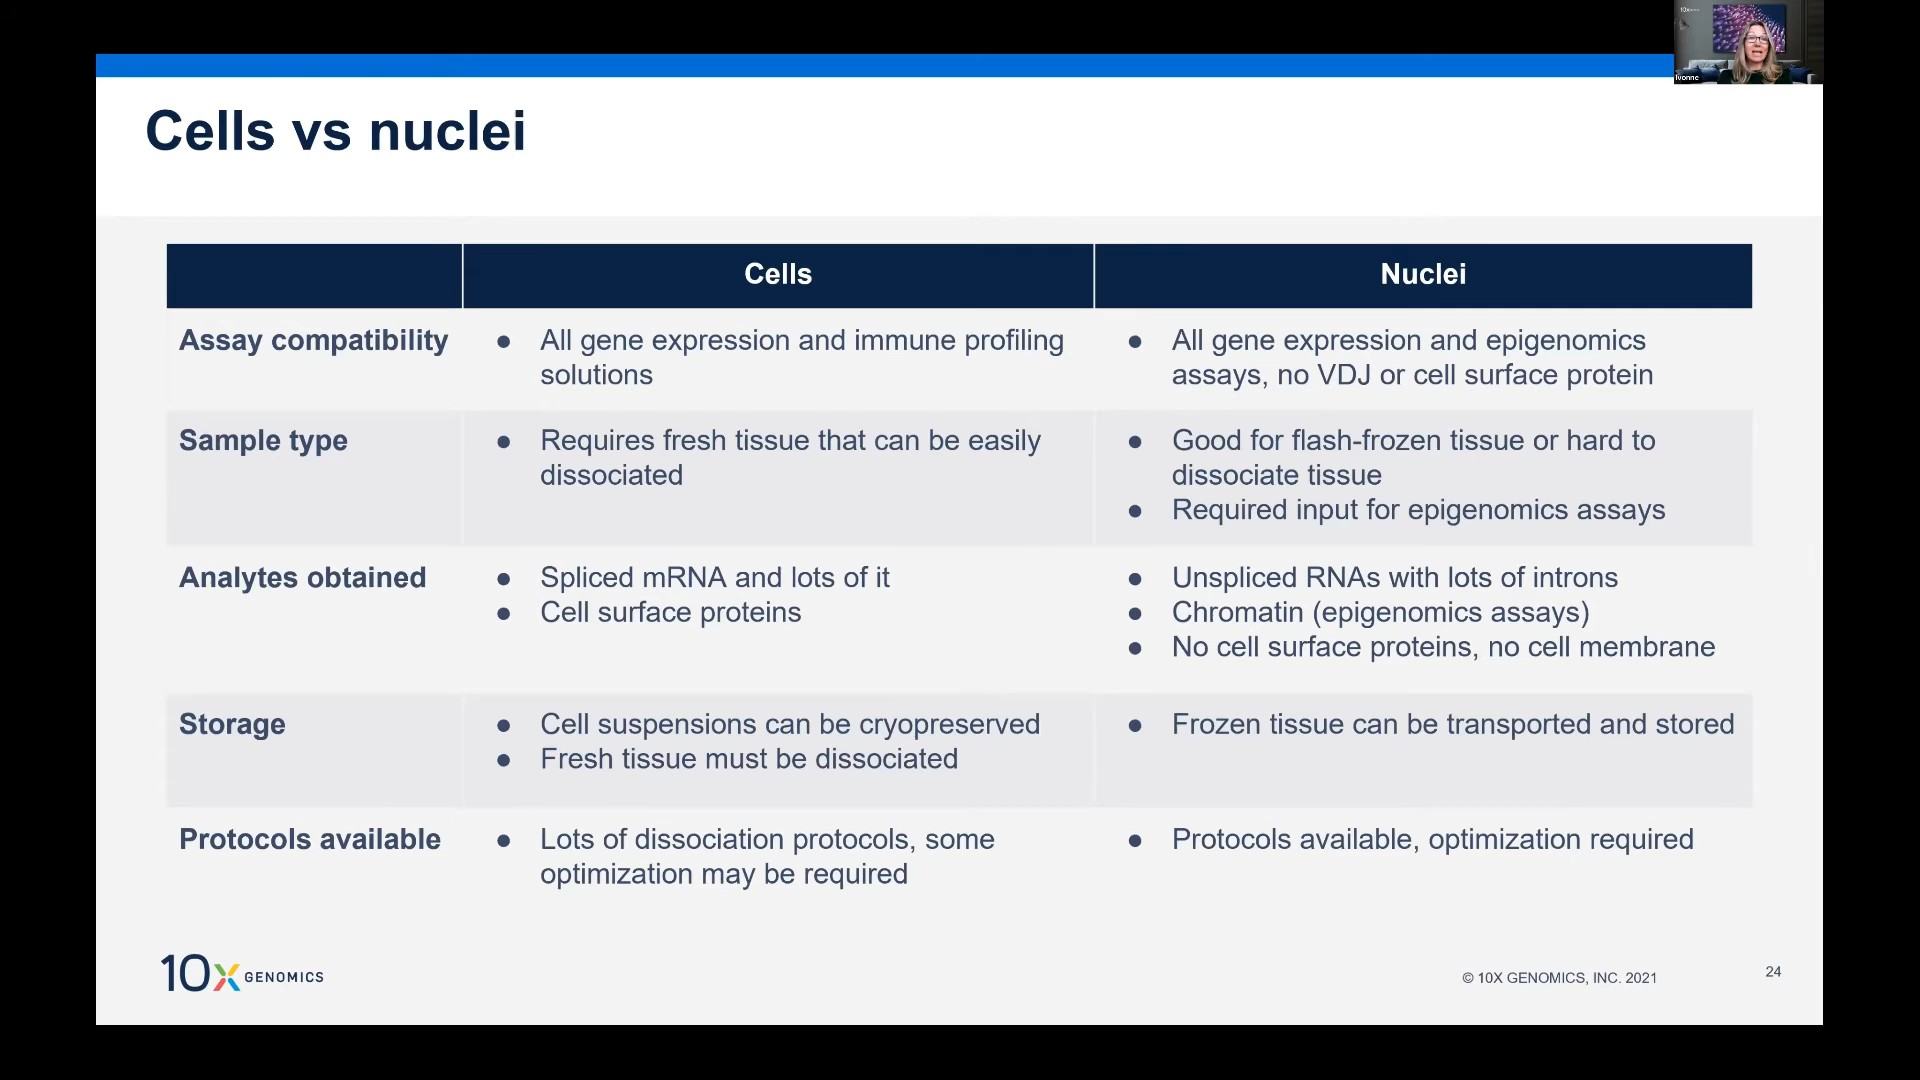 10x
Ivonne
Cells vs nuclei
Cells
Nuclei
Assay compatibility
● All gene expression and immune profiling
solutions
● All gene expression and epigenomics
assays, no VDJ or cell surface protein
Sample type
● Requires fresh tissue that can be easily
dissociated
● Good for flash-frozen tissue or hard to
dissociate tissue
● Required input for epigenomics assays
Analytes obtained
● Spliced mRNA and lots of it
● Cell surface proteins
● Unspliced RNAs with lots of introns
● Chromatin (epigenomics assays)
● No cell surface proteins, no cell membrane
Storage
● Cell suspensions can be cryopreserved
● Fresh tissue must be dissociated
● Frozen tissue can be transported and stored
Protocols available
● Lots of dissociation protocols, some
optimization may be required
● Protocols available, optimization required
10x GENOMICS
© 10X GENOMICS, INC. 2021
24